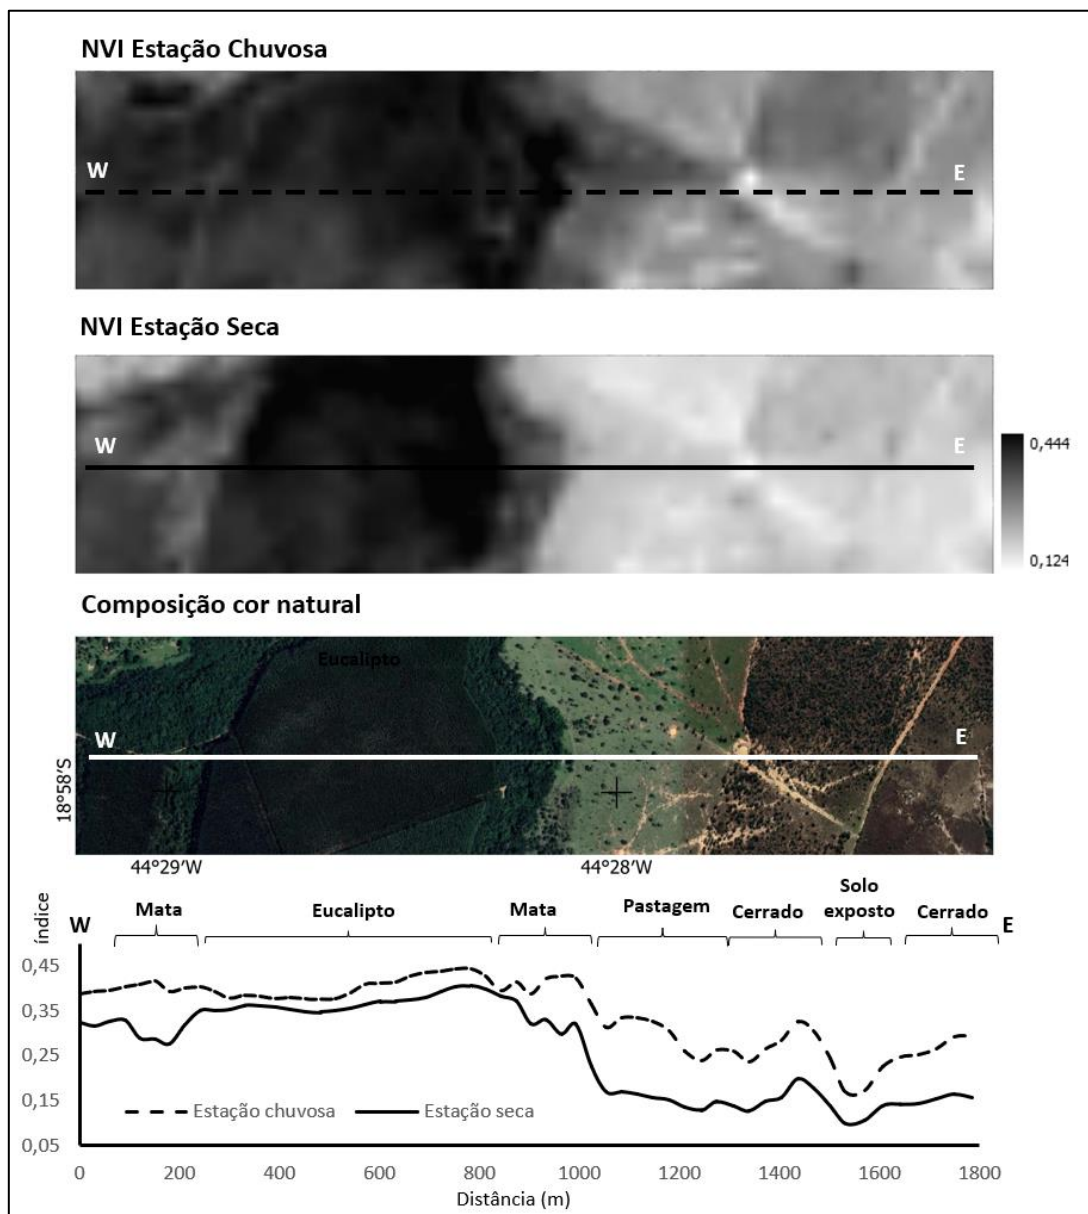 NVI Estação Chuvosa
W E
NVI Estação Seca
W E
0,444
0,124
Composição cor natural
Eucalipto
W E
18°58'S
44°29'W 44°28'W
índice
W Mata Eucalipto Mata Pastagem Cerrado Solo exposto Cerrado E
0,45
0,35
0,25
0,15
0,05
Estação chuvosa Estação seca
0 200 400 600 800 1000 1200 1400 1600 1800
Distância (m)